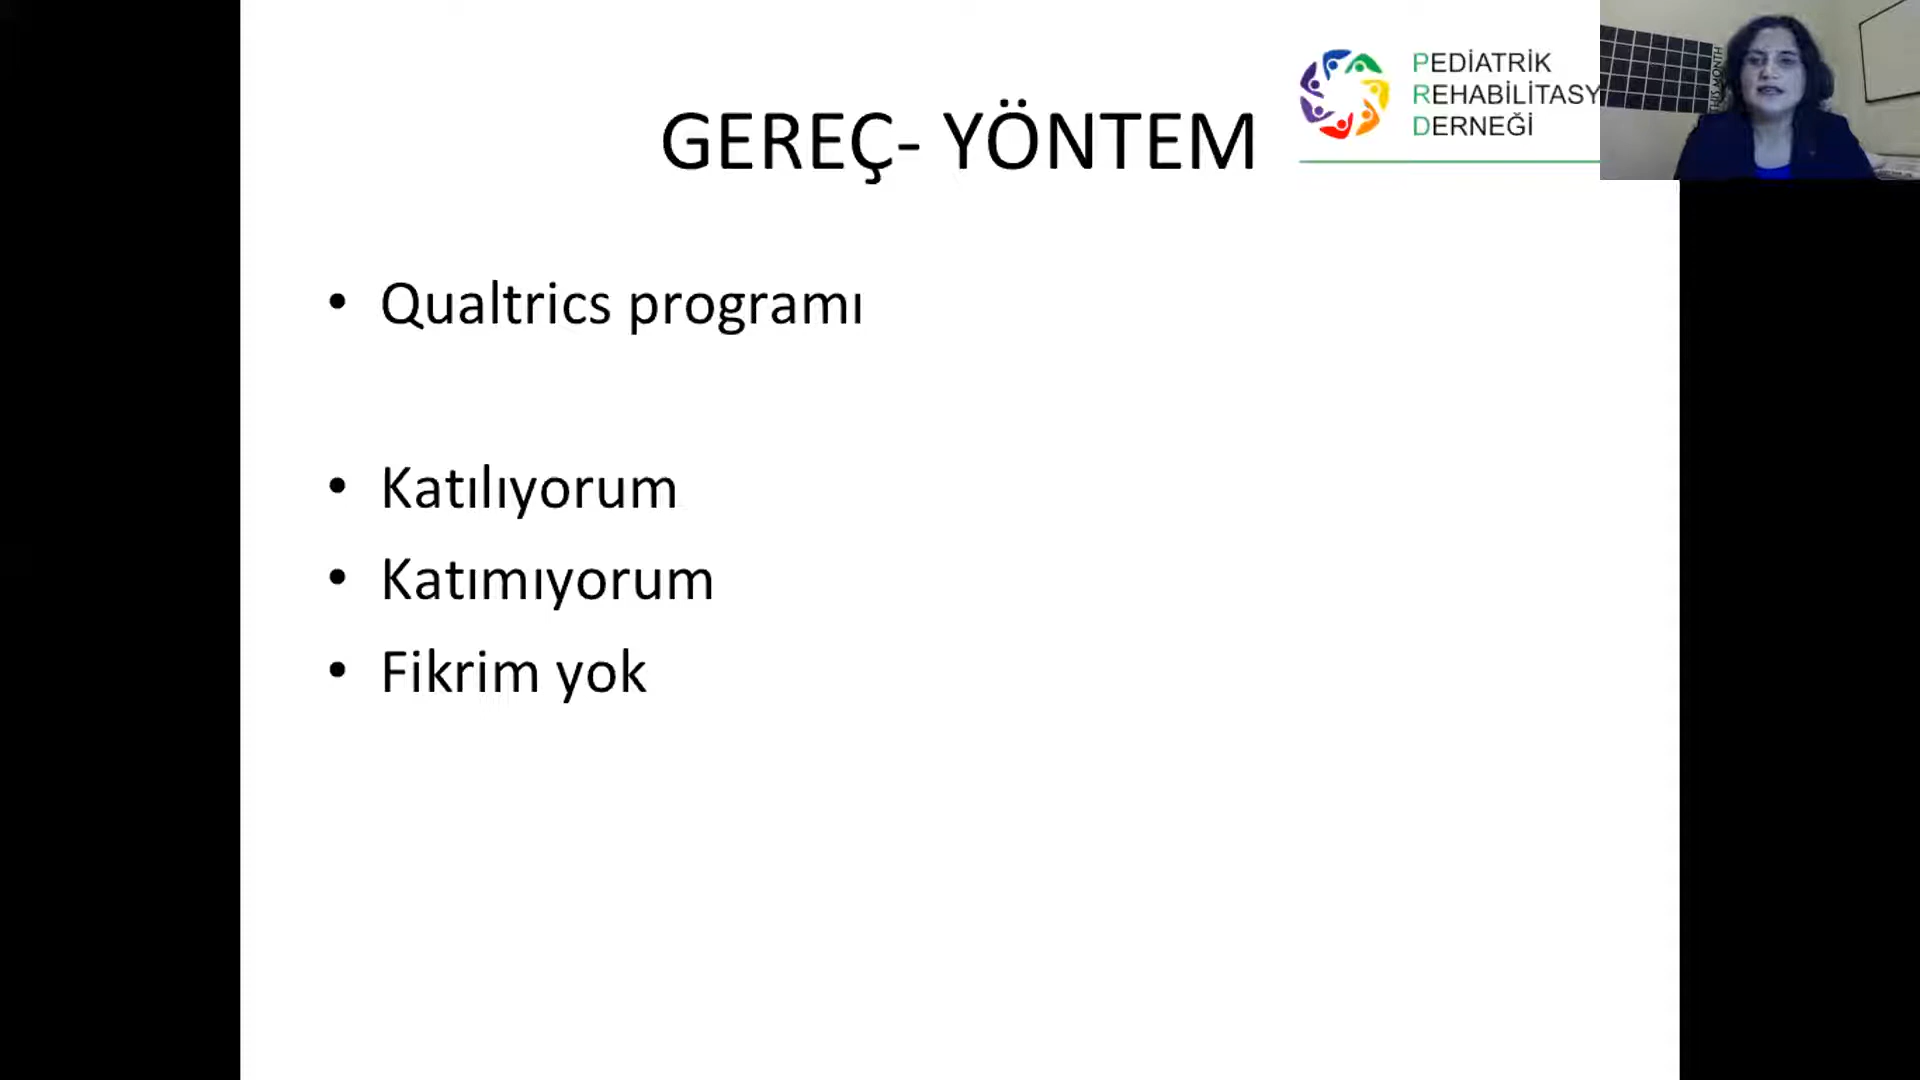 GEREÇ- YÖNTEM
PEDİATRİK
REHABİLİTASY
DERNEĞİ
• Qualtrics programı
• Katılıyorum
• Katımıyorum
• Fikrim yok